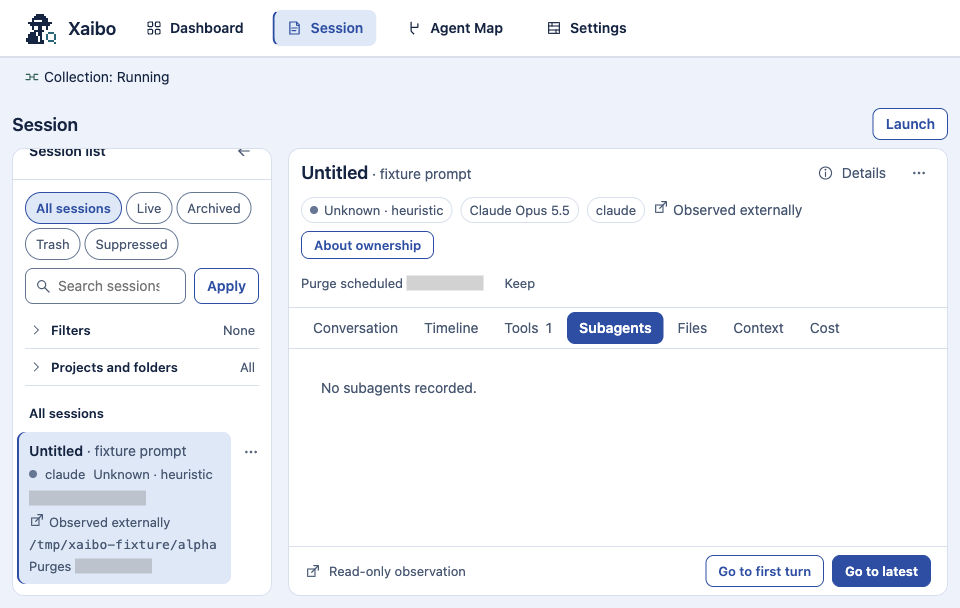 Xaibo Dashboard Session Agent Map Settings
Collection: Running
Session
Launch
Session list
All sessions Live Archived
Trash Suppressed
Search sessions Apply
Filters None
Projects and folders All
All sessions
Untitled · fixture prompt
claude Unknown · heuristic
Observed externally
/tmp/xaibo-fixture/alpha
Purges
Untitled · fixture prompt Details
Unknown · heuristic Claude Opus 5.5 claude Observed externally
About ownership
Purge scheduled Keep
Conversation Timeline Tools 1 Subagents Files Context Cost
No subagents recorded.
Read-only observation Go to first turn Go to latest